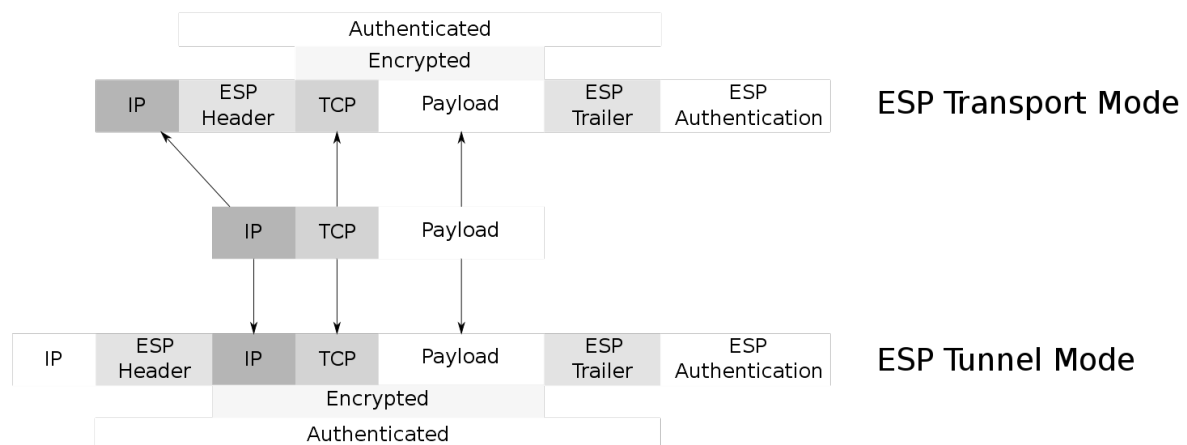 Authenticated
Encrypted
IP
ESP
Header
TCP
Payload
ESP
Trailer
ESP
Authentication
ESP Transport Mode
IP
TCP
Payload
IP
ESP
Header
IP
TCP
Payload
ESP
Trailer
ESP
Authentication
ESP Tunnel Mode
Encrypted
Authenticated